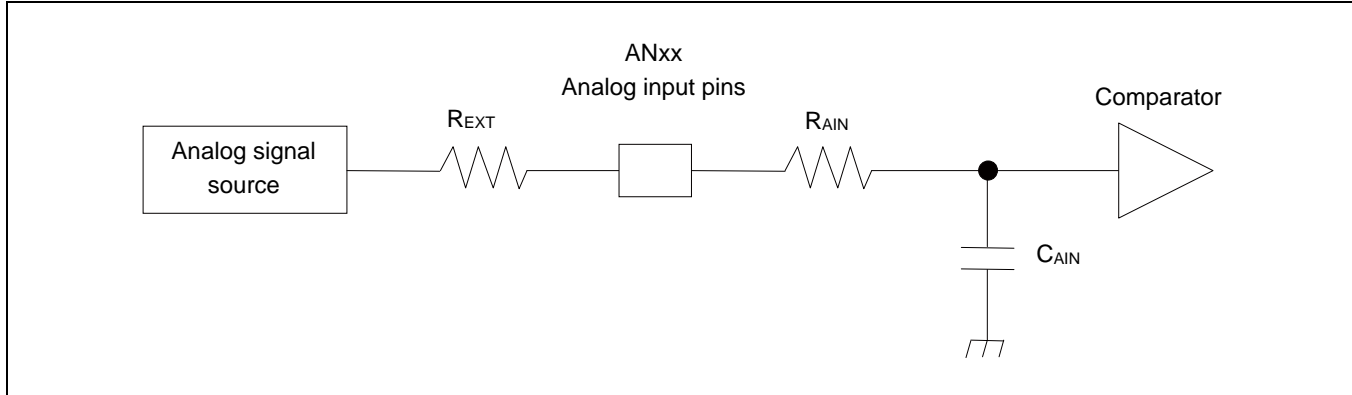 ANxx
Analog input pins
Comparator
REXT
RAIN
Analog signal
source
CAIN